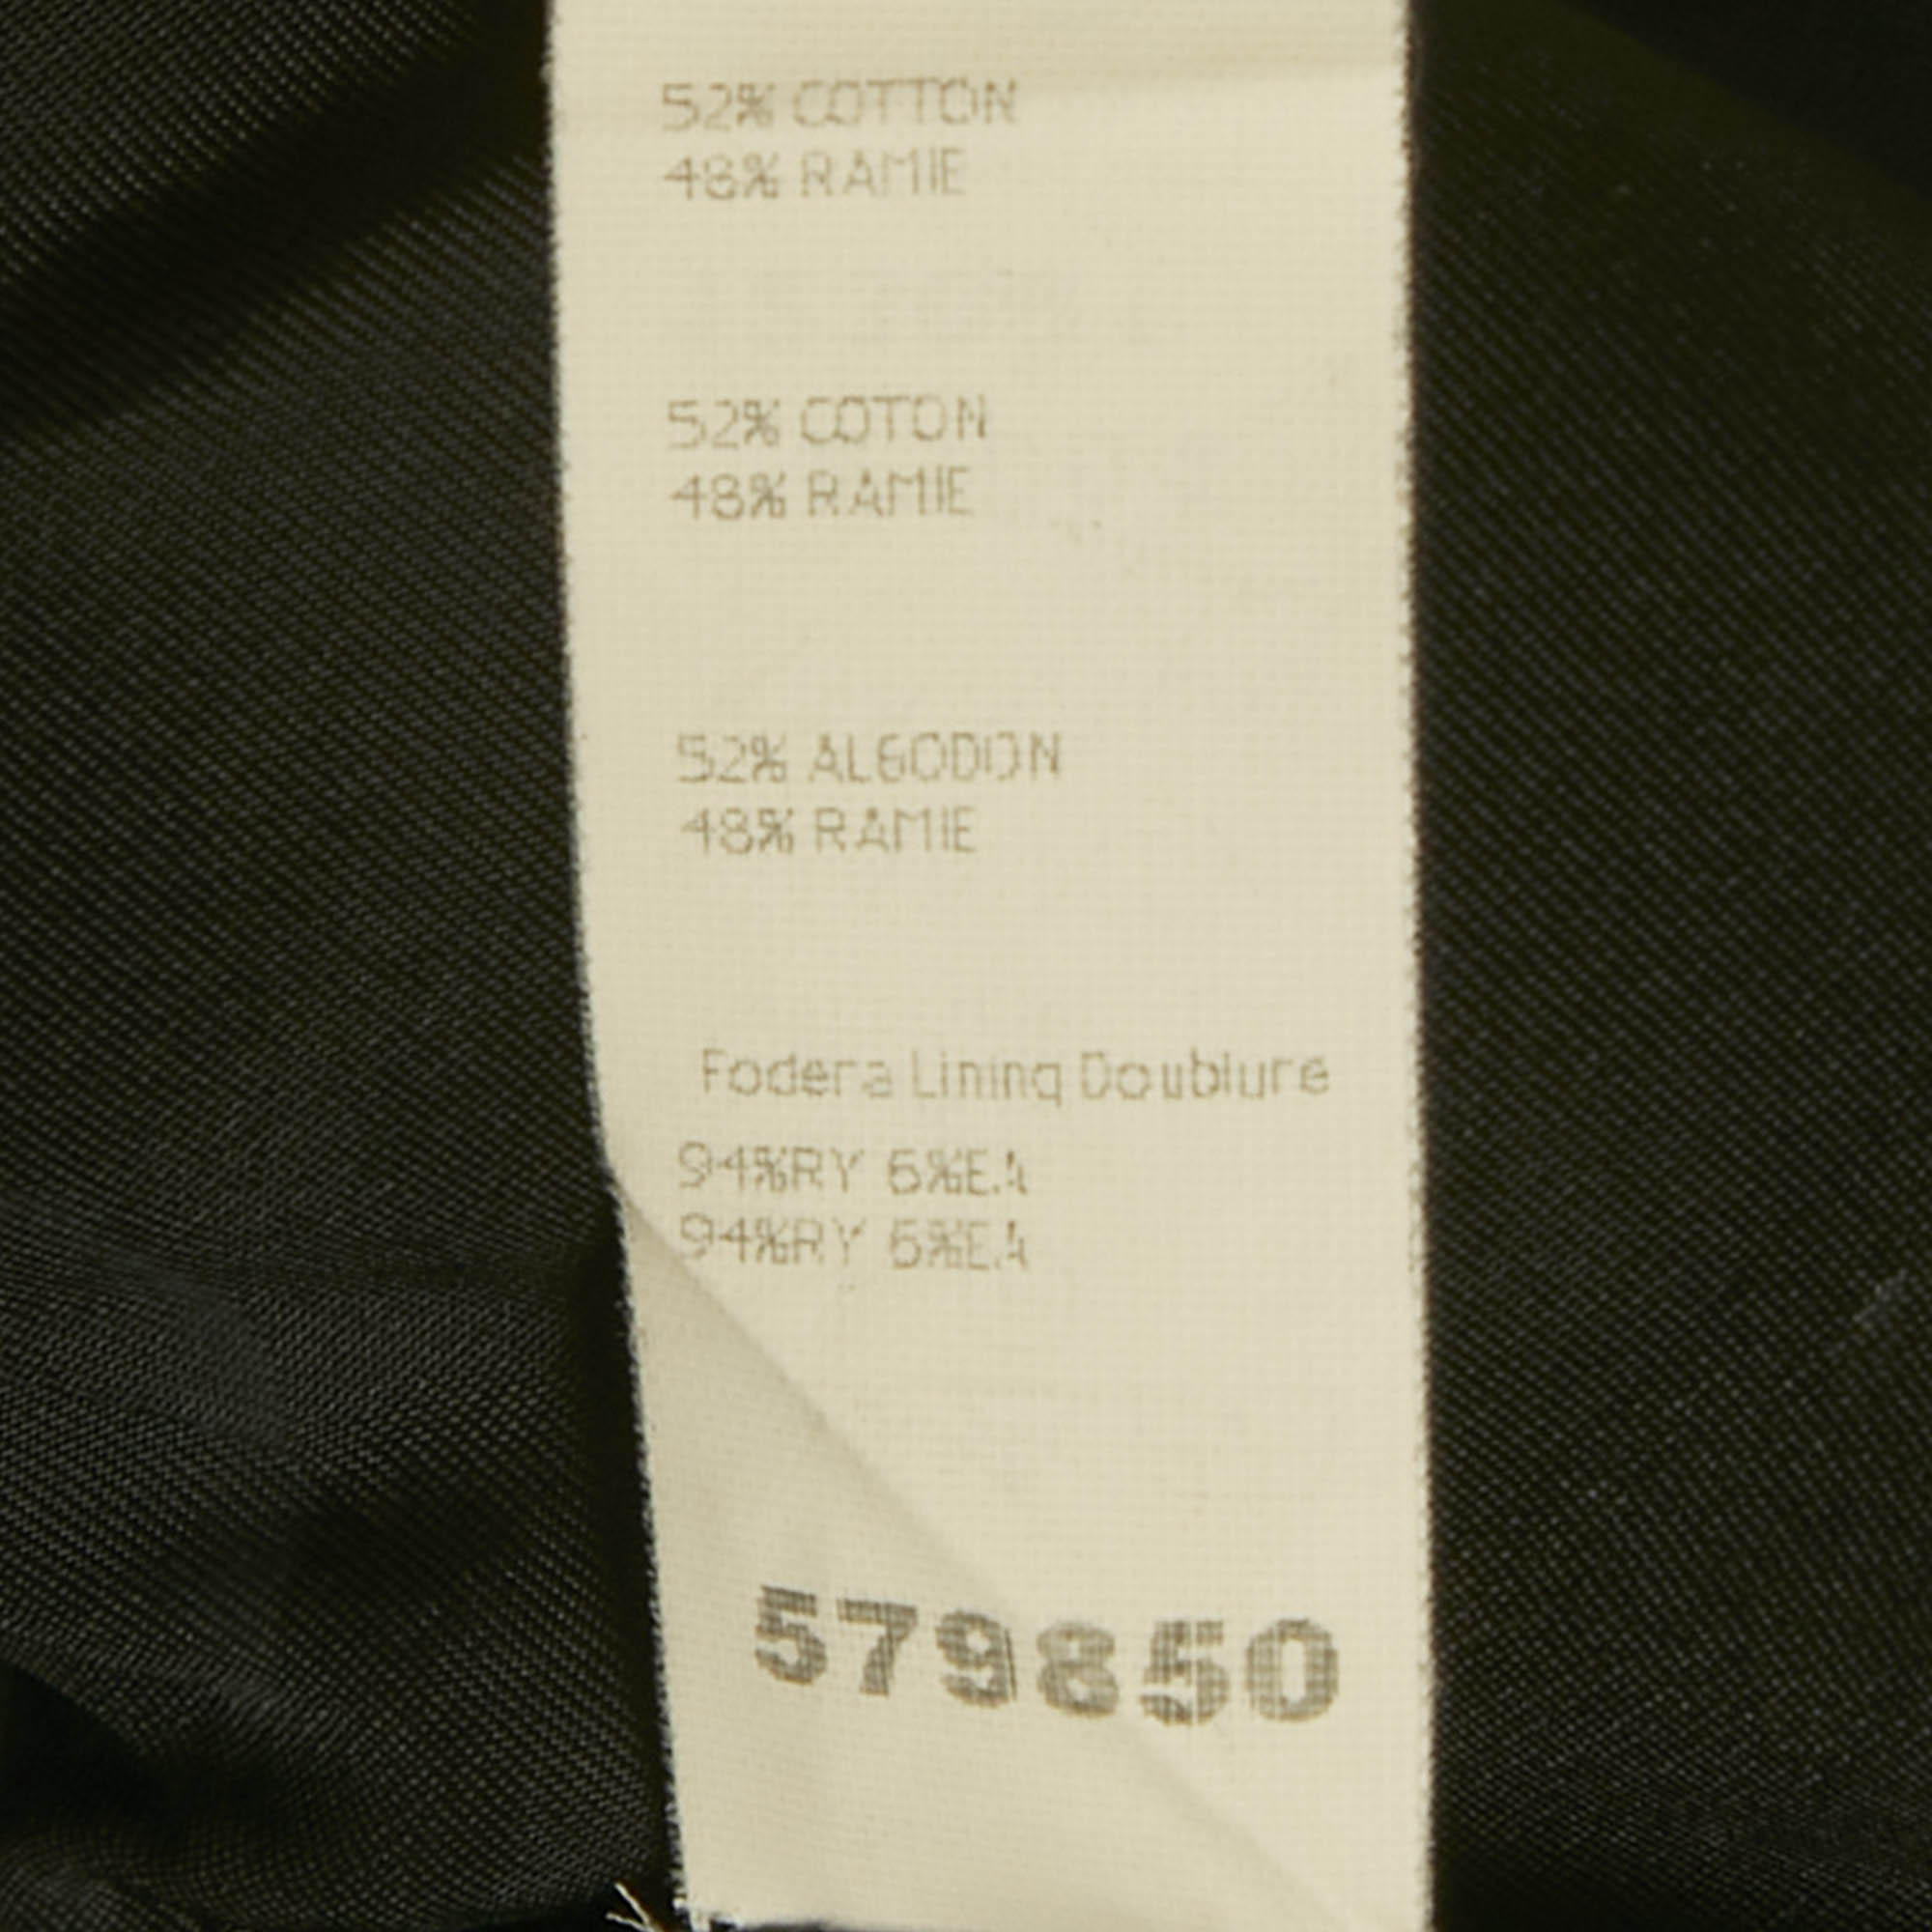 52% COTTON
48% RAMIE
52% COTON
48% RAMIE
52% ALGODON
48% RAMIE
Fodera Lining Doublure
94%RY 6%EA
94%RY 6%EA
579850